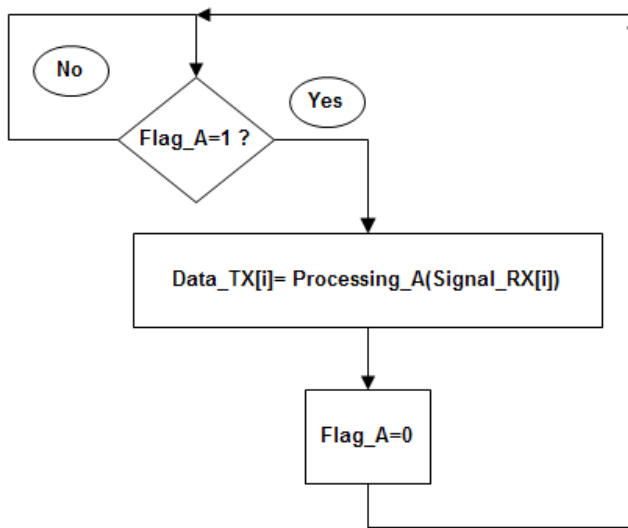 No
Yes
Flag_A=1 ?
Data_TX[i]= Processing_A(Signal_RX[i])
Flag_A=0